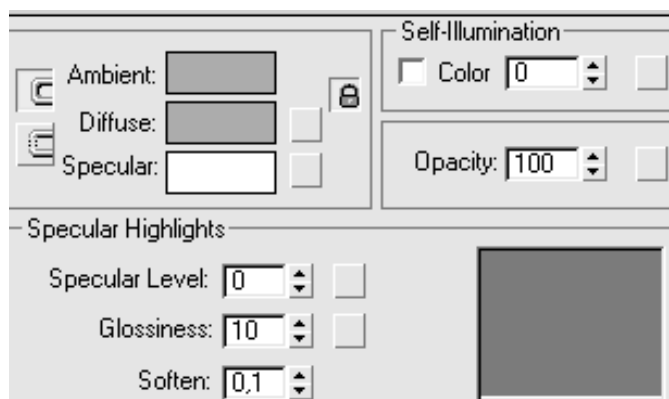 Self-Illumination
Ambient:
Color 0
Diffuse:
Specular:
Opacity: 100
Specular Highlights
Specular Level: 0
Glossiness: 10
Soften: 0,1